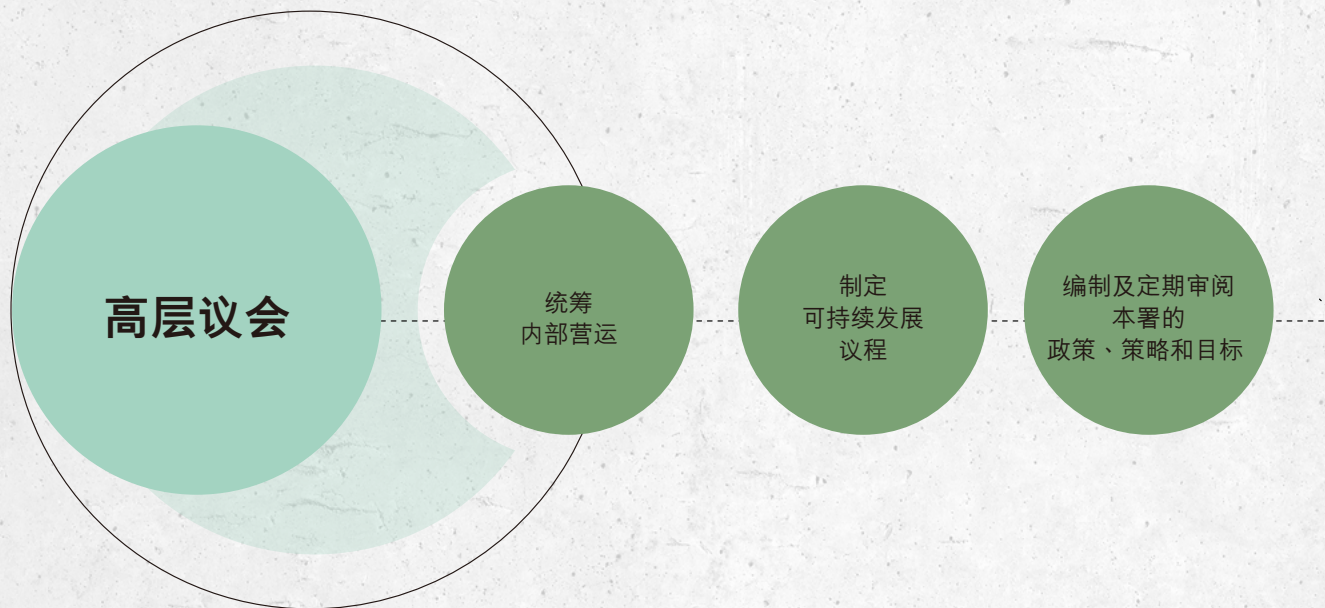 高层议会
统筹
内部营运
制定
可持续发展
议程
编制及定期审阅
本署的
政策、策略和目标